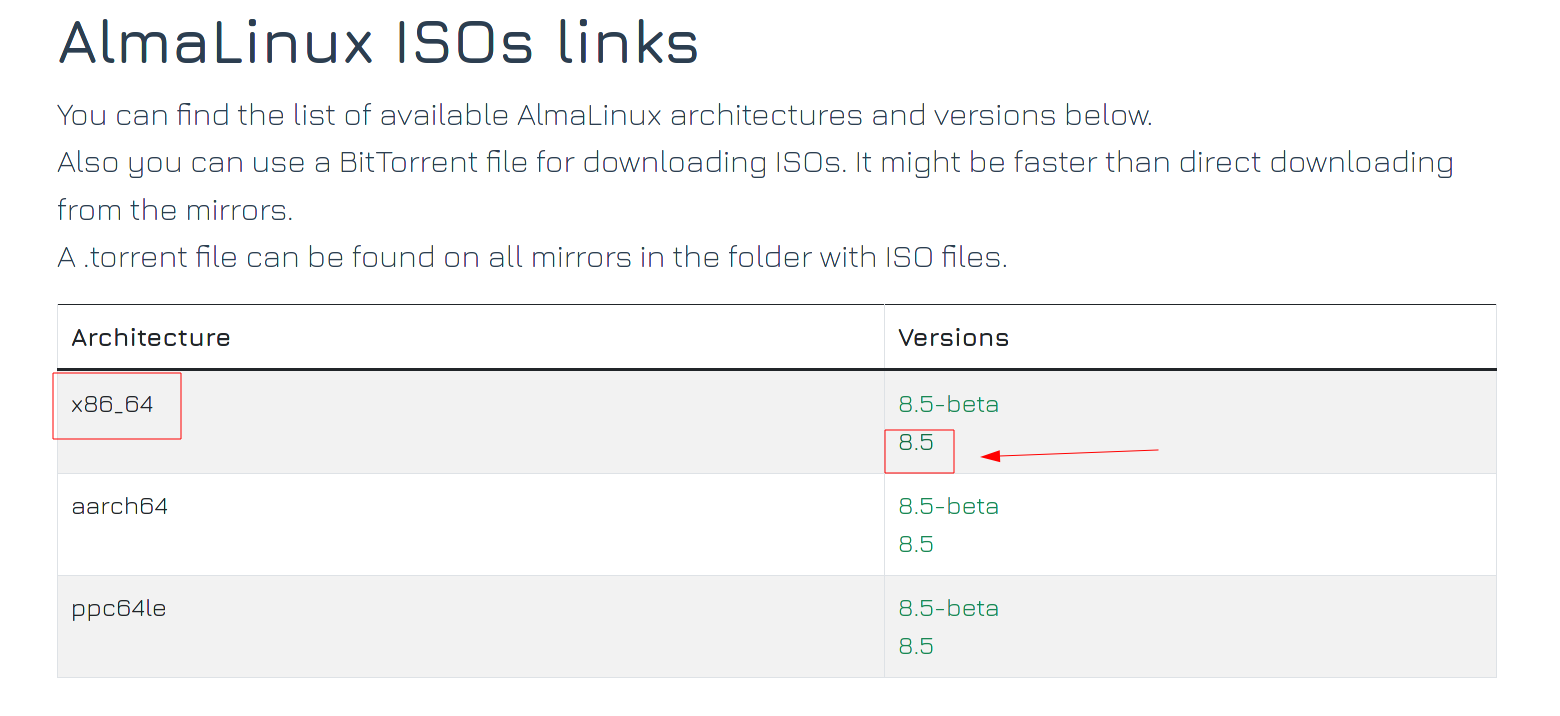 AlmaLinux ISOs links
You can find the list of available AlmaLinux architectures and versions below.
Also you can use a BitTorrent file for downloading ISOs. It might be faster than direct downloading
from the mirrors.
A .torrent file can be found on all mirrors in the folder with ISO files.
Architecture Versions
x86_64 8.5-beta
8.5
aarch64 8.5-beta
8.5
ppc64le 8.5-beta
8.5